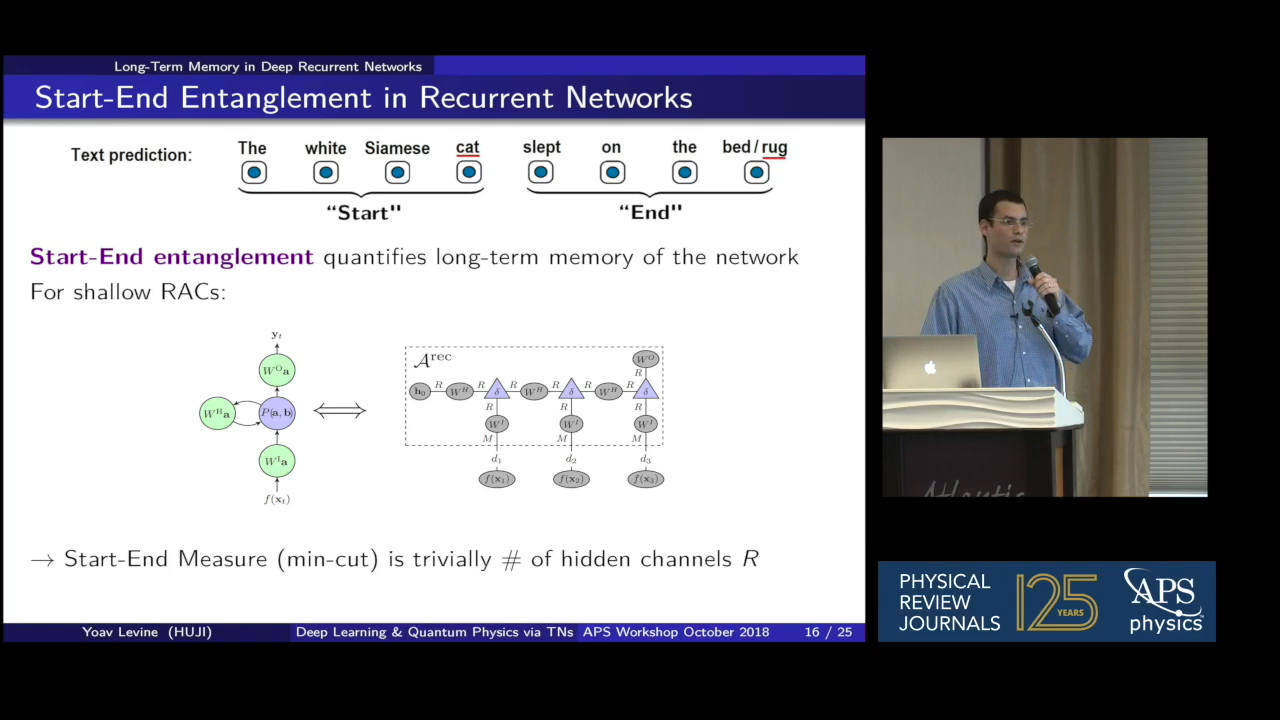 Long-Term Memory in Deep Recurrent Networks
Start-End Entanglement in Recurrent Networks
Text prediction: The white Siamese cat slept on the bed / rug
"Start" "End"
Start-End entanglement quantifies long-term memory of the network
For shallow RACs:
y_t
W^O a
W^H a P(a, b)
W^I a
f(x_t)
A^rec
W^O
R
h_0 R W^H R δ R W^H R δ R W^H R δ
R R R
W^I W^I W^I
M M M
d_1 d_2 d_3
f(x_1) f(x_2) f(x_3)
→ Start-End Measure (min-cut) is trivially # of hidden channels R
Yoav Levine (HUJI) Deep Learning & Quantum Physics via TNs APS Workshop October 2018 16 / 25
Atlantic
PHYSICAL
REVIEW
JOURNALS
125
YEARS
APS
physics